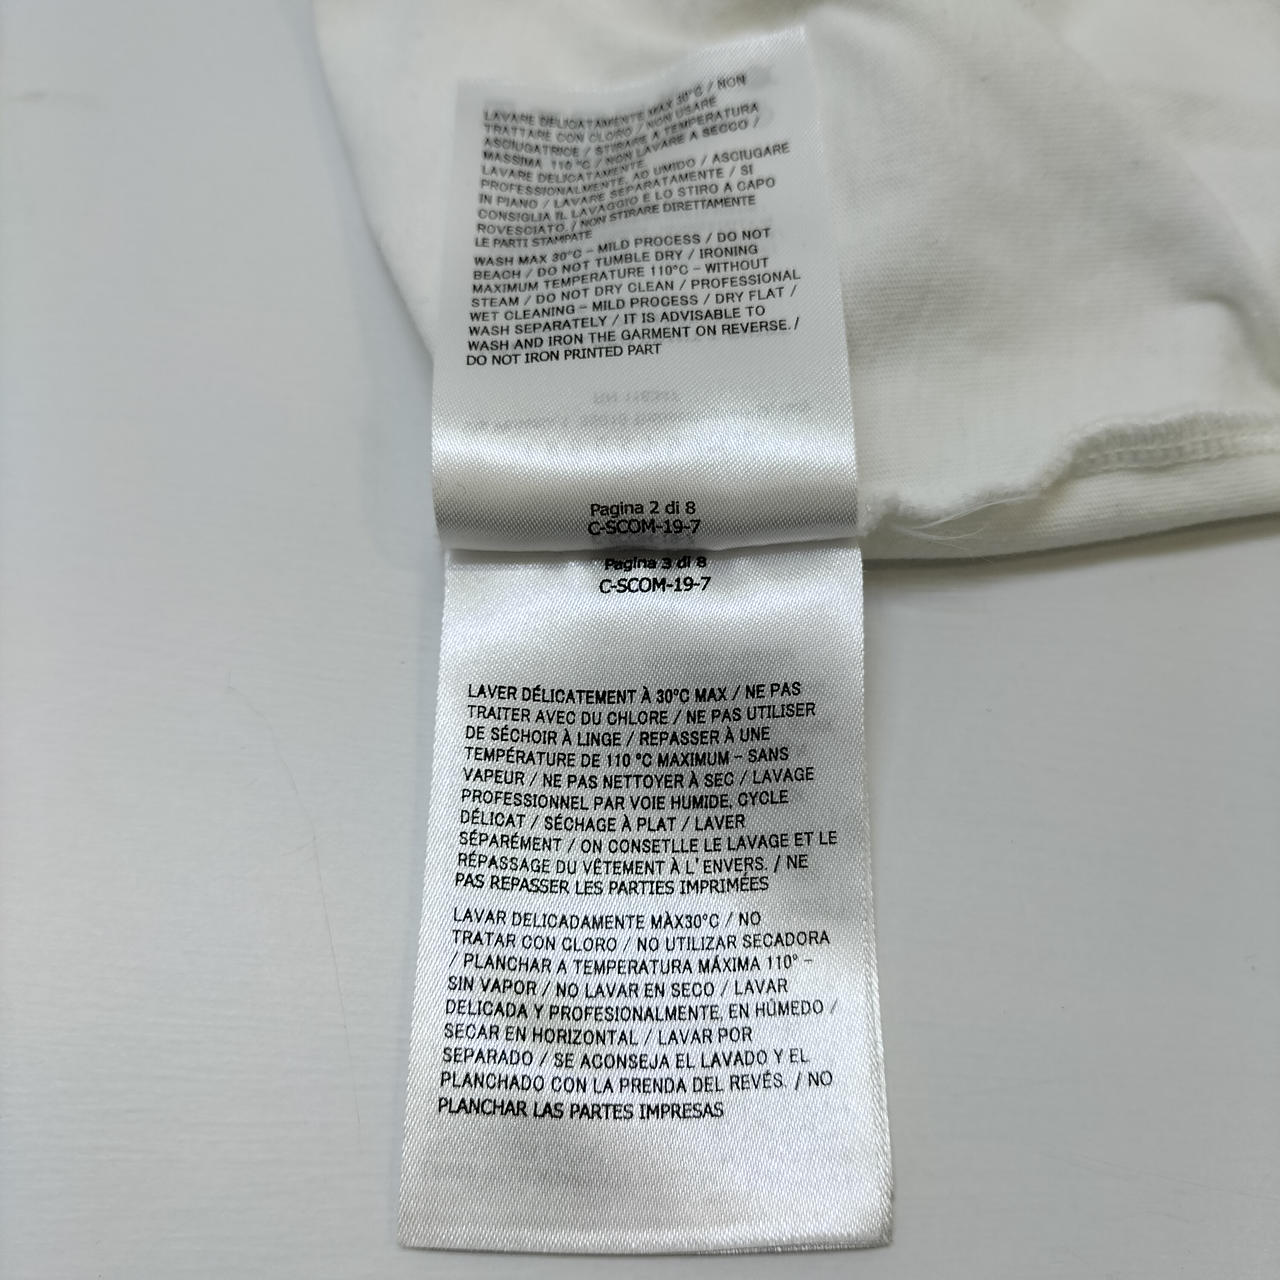 LAVARE DELICATAMENTE MAX 30°C / NON
TRATTARE CON CLORO / NON USARE
ASCIUGATRICE / STIRARE A TEMPERATURA
MASSIMA 110 °C / NON LAVARE A SECCO /
LAVARE DELICATAMENTE,
PROFESSIONALMENTE, AD UMIDO / ASCIUGARE
IN PIANO / LAVARE SEPARATAMENTE / SI
CONSIGLIA IL LAVAGGIO E LO STIRO A CAPO
ROVESCIATO. / NON STIRARE DIRETTAMENTE
LE PARTI STAMPATE
WASH MAX 30°C - MILD PROCESS / DO NOT
BEACH / DO NOT TUMBLE DRY / IRONING
MAXIMUM TEMPERATURE 110°C - WITHOUT
STEAM / DO NOT DRY CLEAN / PROFESSIONAL
WET CLEANING - MILD PROCESS / DRY FLAT /
WASH SEPARATELY / IT IS ADVISABLE TO
WASH AND IRON THE GARMENT ON REVERSE. /
DO NOT IRON PRINTED PART
Pagina 2 di 8
C-SCOM-19-7
Pagina 3 di 8
C-SCOM-19-7
LAVER DÉLICATEMENT À 30°C MAX / NE PAS
TRAITER AVEC DU CHLORE / NE PAS UTILISER
DE SÉCHOIR À LINGE / REPASSER À UNE
TEMPÉRATURE DE 110 °C MAXIMUM - SANS
VAPEUR / NE PAS NETTOYER À SEC / LAVAGE
PROFESSIONNEL PAR VOIE HUMIDE, CYCLE
DÉLICAT / SÉCHAGE À PLAT / LAVER
SÉPARÉMENT / ON CONSETLLE LE LAVAGE ET LE
RÉPASSAGE DU VÊTEMENT À L'ENVERS. / NE
PAS REPASSER LES PARTIES IMPRIMÉES
LAVAR DELICADAMENTE MÀX30°C / NO
TRATAR CON CLORO / NO UTILIZAR SECADORA
/ PLANCHAR A TEMPERATURA MÁXIMA 110° -
SIN VAPOR / NO LAVAR EN SECO / LAVAR
DELICADA Y PROFESIONALMENTE, EN HÚMEDO /
SECAR EN HORIZONTAL / LAVAR POR
SEPARADO / SE ACONSEJA EL LAVADO Y EL
PLANCHADO CON LA PRENDA DEL REVÉS. / NO
PLANCHAR LAS PARTES IMPRESAS